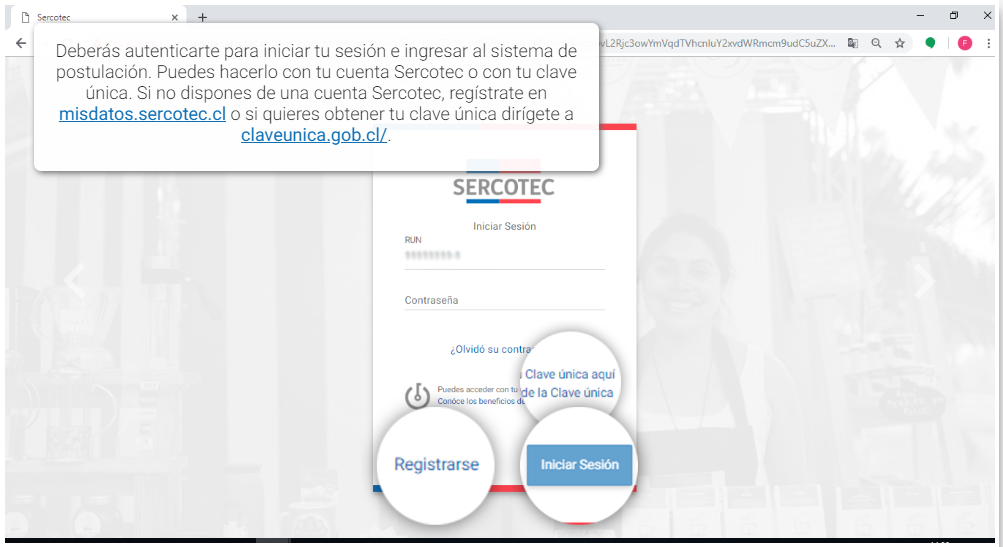 Sercotec
Deberás autenticarte para iniciar tu sesión e ingresar al sistema de
postulación. Puedes hacerlo con tu cuenta Sercotec o con tu clave
única. Si no dispones de una cuenta Sercotec, regístrate en
misdatos.sercotec.cl o si quieres obtener tu clave única dirígete a
claveunica.gob.cl/.
SERCOTEC
Iniciar Sesión
RUN
Contraseña
¿Olvidó su
Clave única aquí
de la Clave única
Puedes acceder con tu
Conóce los beneficios de
Registrarse
Iniciar Sesión